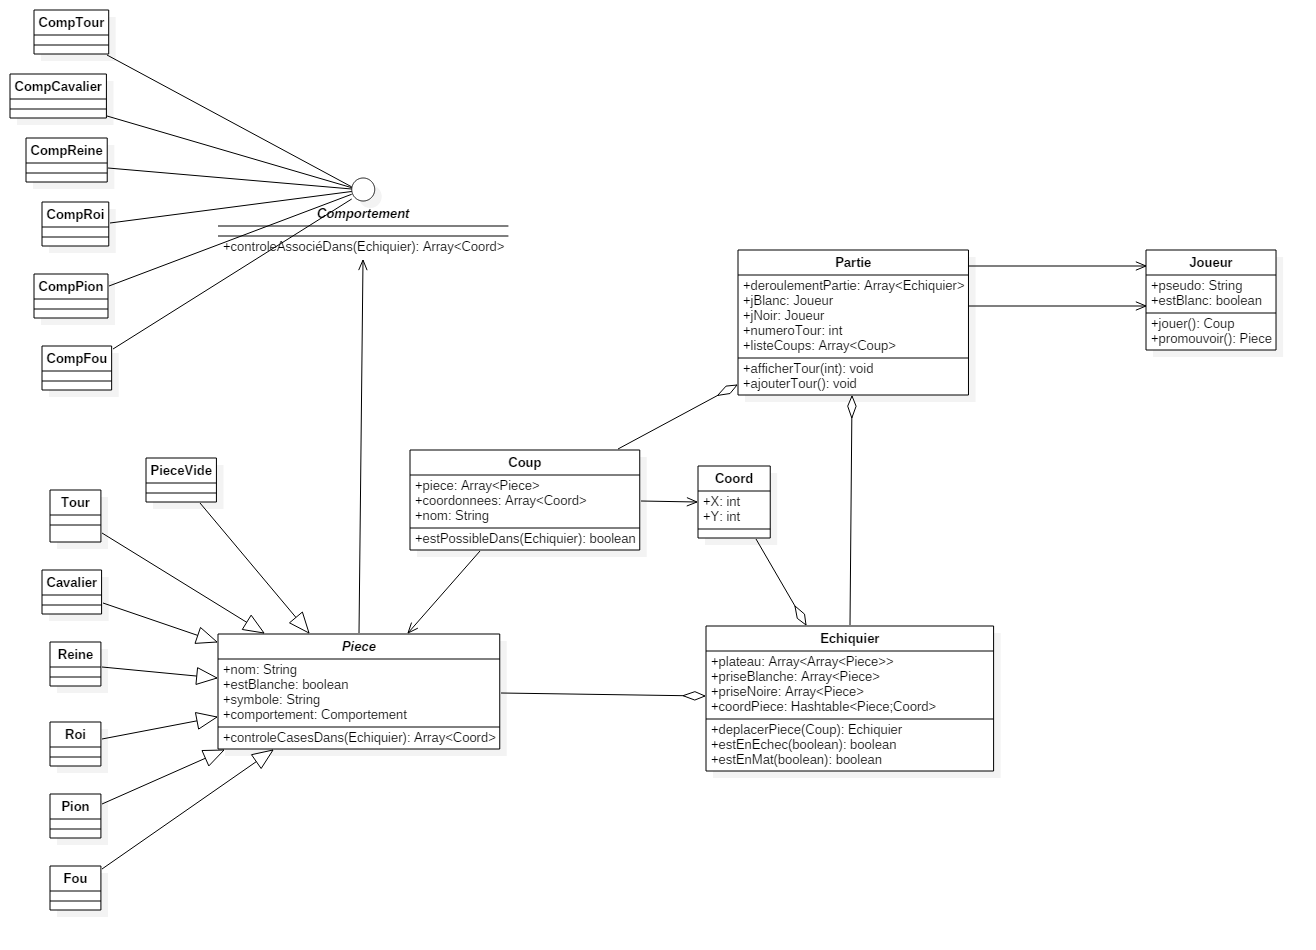 CompTour
CompCavalier
CompReine
CompRoi
CompPion
CompFou
Comportement
+controleAssociéDans(Echiquier): Array<Coord>
Partie
+deroulementPartie: Array<Echiquier>
+jBlanc: Joueur
+jNoir: Joueur
+numeroTour: int
+listeCoups: Array<Coup>
+afficherTour(int): void
+ajouterTour(): void
Joueur
+pseudo: String
+estBlanc: boolean
+jouer(): Coup
+promouvoir(): Piece
PieceVide
Tour
Cavalier
Reine
Roi
Pion
Fou
Coup
+piece: Array<Piece>
+coordonnees: Array<Coord>
+nom: String
+estPossibleDans(Echiquier): boolean
Coord
+X: int
+Y: int
Piece
+nom: String
+estBlanche: boolean
+symbole: String
+comportement: Comportement
+controleCasesDans(Echiquier): Array<Coord>
Echiquier
+plateau: Array<Array<Piece>>
+priseBlanche: Array<Piece>
+priseNoire: Array<Piece>
+coordPiece: Hashtable<Piece;Coord>
+deplacerPiece(Coup): Echiquier
+estEnEchec(boolean): boolean
+estEnMat(boolean): boolean